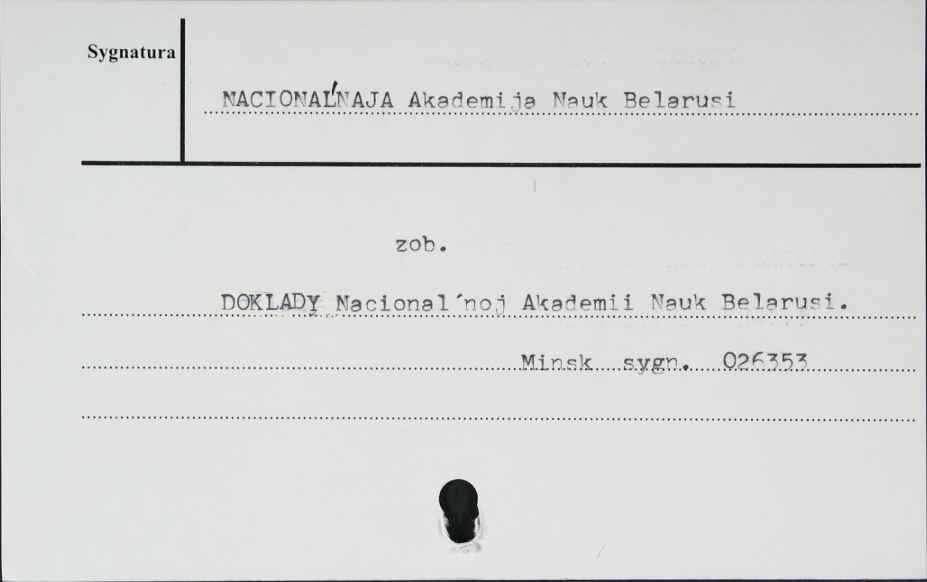 Sygnatura
NACIONAL'NAJA Akademija Nauk Belarusi
zob.
DOKLADY Nacional'noj Akademii Nauk Belarusi.
Minsk sygn. 026353